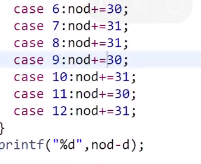 case 6:nod+=30;
case 7:nod+=31;
case 8:nod+=31;
case 9:nod+=30;
case 10:nod+=31;
case 11:nod+=30;
case 12:nod+=31;
}
printf("%d",nod-d);